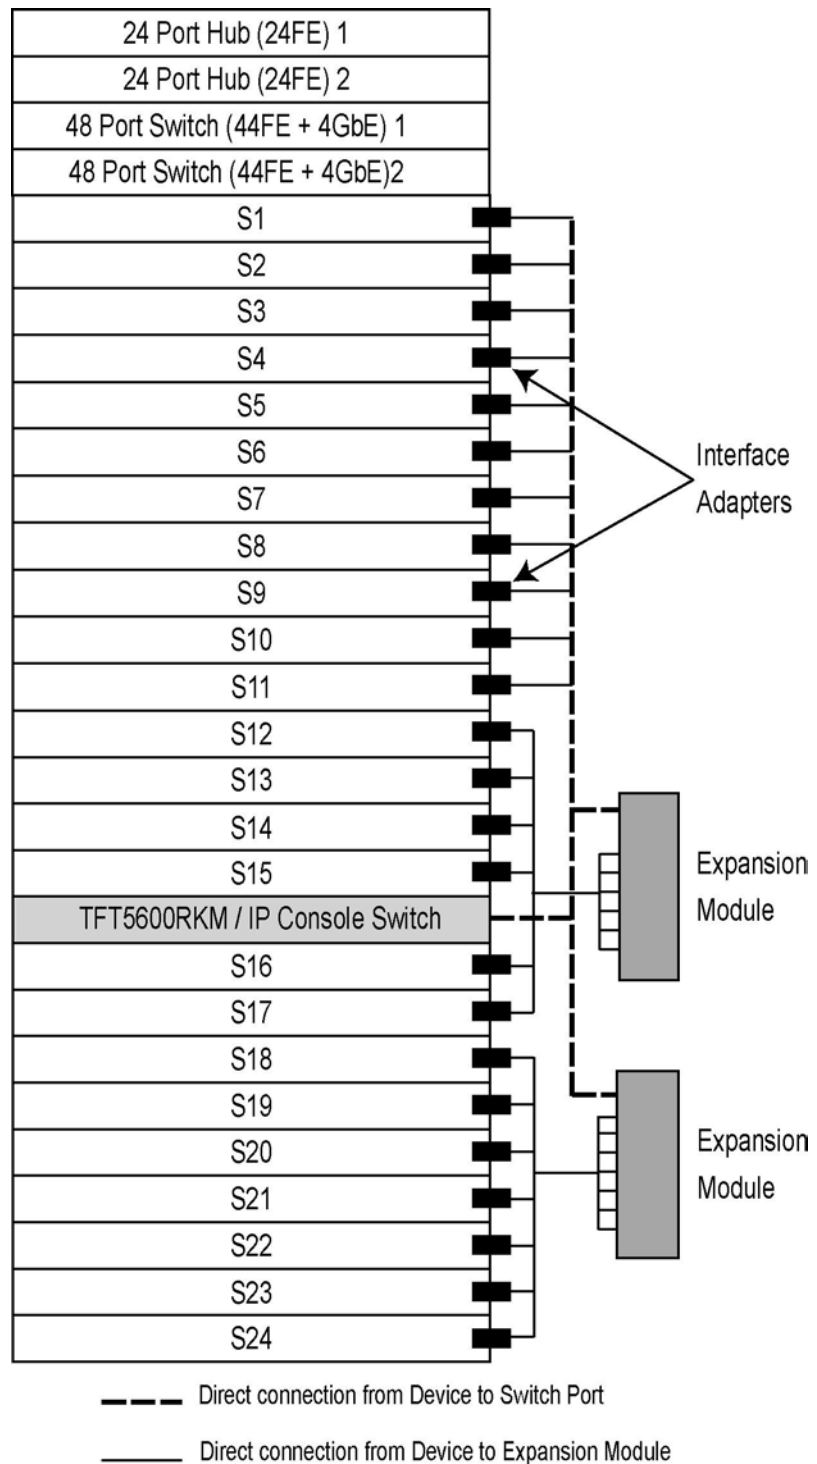 24 Port Hub (24FE) 1
24 Port Hub (24FE) 2
48 Port Switch (44FE + 4GbE) 1
48 Port Switch (44FE + 4GbE)2
S1
S2
S3
S4
S5
S6
S7
S8
S9
S10
S11
S12
S13
S14
S15
TFT5600RKM / IP Console Switch
S16
S17
S18
S19
S20
S21
S22
S23
S24
Interface
Adapters
Expansion
Module
Expansion
Module
Direct connection from Device to Switch Port
Direct connection from Device to Expansion Module